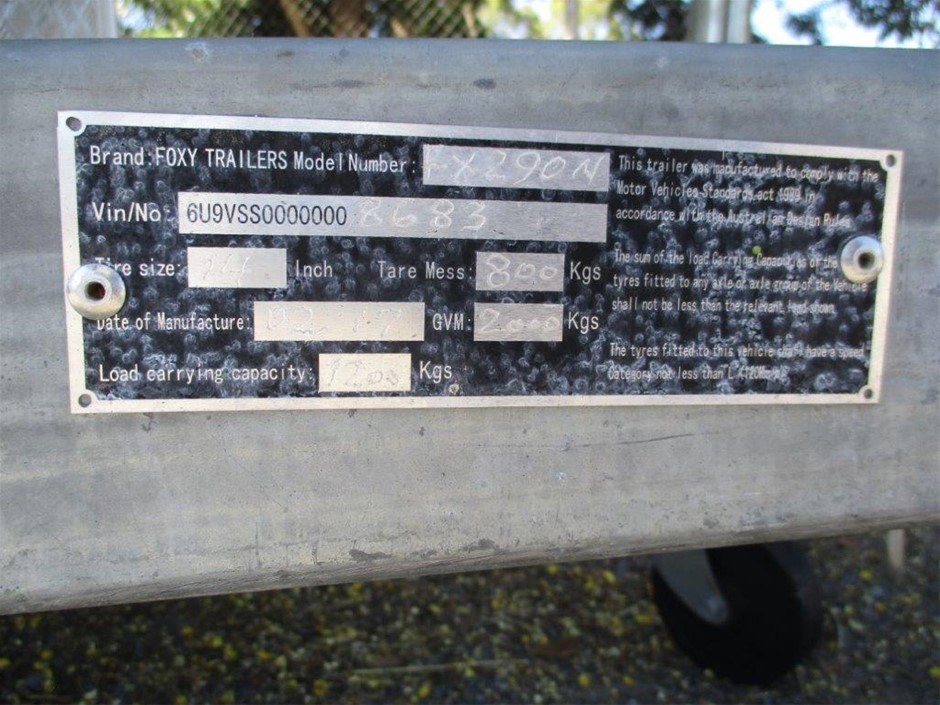 Brand: FOXY TRAILERS Model Number: FX290N
Vin/No: 6U9VSS0000000 8683
Tire size: 14 Inch Tare Mess: 800 Kgs
Date of Manufacture: 02 17 GVM: 2000 Kgs
Load carrying capacity: 1200 Kgs
This trailer was manufactured to comply with the
Motor Vehicles Standards act 1989 in
accordance with the Australian Design Rules
The sum of the load Carrying Capacities of the
tyres fitted to any axle or axle group of the Vehicle
shall not be less than the relevant load shown
The tyres fitted to this vehicle shall have a speed
Category not less than